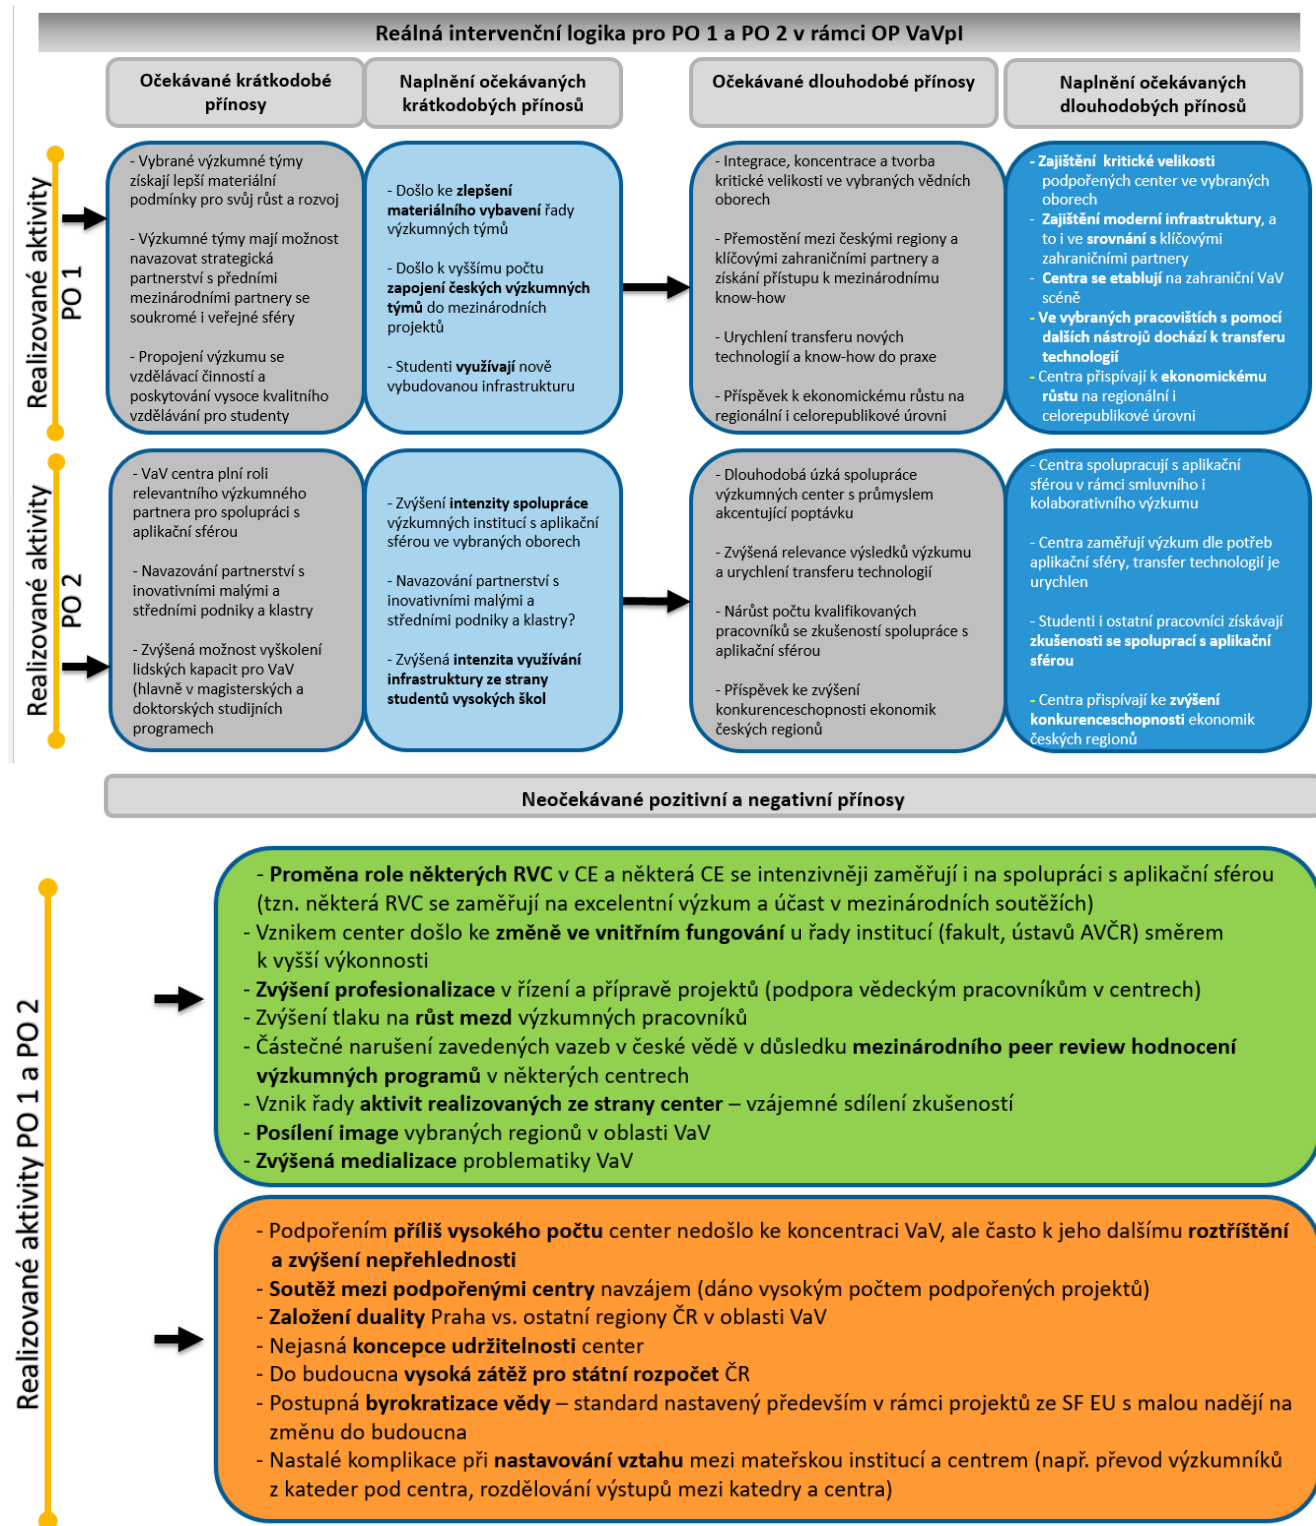 Reálná intervenční logika pro PO 1 a PO 2 v rámci OP VaVpI
Očekávané krátkodobé
přínosy
Naplnění očekávaných
krátkodobých přínosů
Očekávané dlouhodobé přínosy
Naplnění očekávaných
dlouhodobých přínosů
Realizované aktivity
PO 1
- Vybrané výzkumné týmy
získají lepší materiální
podmínky pro svůj růst a rozvoj
- Výzkumné týmy mají možnost
navazovat strategická
partnerství s předními
mezinárodními partnery se
soukromé i veřejné sféry
- Propojení výzkumu se
vzdělávací činností a
poskytování vysoce kvalitního
vzdělávání pro studenty
- Došlo ke zlepšení
materiálního vybavení řady
výzkumných týmů
- Došlo k vyššímu počtu
zapojení českých výzkumných
týmů do mezinárodních
projektů
- Studenti využívají nově
vybudovanou infrastrukturu
- Integrace, koncentrace a tvorba
kritické velikosti ve vybraných vědních
oborech
- Přemostění mezi českými regiony a
klíčovými zahraničními partnery a
získání přístupu k mezinárodnímu
know-how
- Urychlení transferu nových
technologií a know-how do praxe
- Příspěvek k ekonomickému růstu na
regionální i celorepublikové úrovni
- Zajištění kritické velikosti
podpořených center ve vybraných
oborech
- Zajištění moderní infrastruktury, a
to i ve srovnání s klíčovými
zahraničními partnery
- Centra se etablují na zahraniční VaV
scéně
- Ve vybraných pracovištích s pomocí
dalších nástrojů dochází k transferu
technologií
- Centra přispívají k ekonomickému
růstu na regionální i
celorepublikové úrovni
Realizované aktivity
PO 2
- VaV centra plní roli
relevantního výzkumného
partnera pro spolupráci s
aplikační sférou
- Navazování partnerství s
inovativními malými a
středními podniky a klastry
- Zvýšená možnost vyškolení
lidských kapacit pro VaV
(hlavně v magisterských a
doktorských studijních
programech
- Zvýšení intenzity spolupráce
výzkumných institucí s aplikační
sférou ve vybraných oborech
- Navazování partnerství s
inovativními malými a
středními podniky a klastry?
- Zvýšená intenzita využívání
infrastruktury ze strany
studentů vysokých škol
- Dlouhodobá úzká spolupráce
výzkumných center s průmyslem
akcentující poptávku
- Zvýšená relevance výsledků výzkumu
a urychlení transferu technologií
- Nárůst počtu kvalifikovaných
pracovníků se zkušeností spolupráce s
aplikační sférou
- Příspěvek ke zvýšení
konkurenceschopnosti ekonomik
českých regionů
- Centra spolupracují s aplikační
sférou v rámci smluvního i
kolaborativního výzkumu
- Centra zaměřují výzkum dle potřeb
aplikační sféry, transfer technologií je
urychlen
- Studenti i ostatní pracovníci získávají
zkušenosti se spoluprací s aplikační
sférou
- Centra přispívají ke zvýšení
konkurenceschopnosti ekonomik
českých regionů
Neočekávané pozitivní a negativní přínosy
Realizované aktivity PO 1 a PO 2
- Proměna role některých RVC v CE a některá CE se intenzivněji zaměřují i na spolupráci s aplikační sférou
(tzn. některá RVC se zaměřují na excelentní výzkum a účast v mezinárodních soutěžích)
- Vznikem center došlo ke změně ve vnitřním fungování u řady institucí (fakult, ústavů AVČR) směrem
k vyšší výkonnosti
- Zvýšení profesionalizace v řízení a přípravě projektů (podpora vědeckým pracovníkům v centrech)
- Zvýšení tlaku na růst mezd výzkumných pracovníků
- Částečné narušení zavedených vazeb v české vědě v důsledku mezinárodního peer review hodnocení
výzkumných programů v některých centrech
- Vznik řady aktivit realizovaných ze strany center – vzájemné sdílení zkušeností
- Posílení image vybraných regionů v oblasti VaV
- Zvýšená medializace problematiky VaV
- Podpořením příliš vysokého počtu center nedošlo ke koncentraci VaV, ale často k jeho dalšímu roztříštění
a zvýšení nepřehlednosti
- Soutěž mezi podpořenými centry navzájem (dáno vysokým počtem podpořených projektů)
- Založení duality Praha vs. ostatní regiony ČR v oblasti VaV
- Nejasná koncepce udržitelnosti center
- Do budoucna vysoká zátěž pro státní rozpočet ČR
- Postupná byrokratizace vědy – standard nastavený především v rámci projektů ze SF EU s malou nadějí na
změnu do budoucna
- Nastalé komplikace při nastavování vztahu mezi mateřskou institucí a centrem (např. převod výzkumníků
z kateder pod centra, rozdělování výstupů mezi katedry a centra)